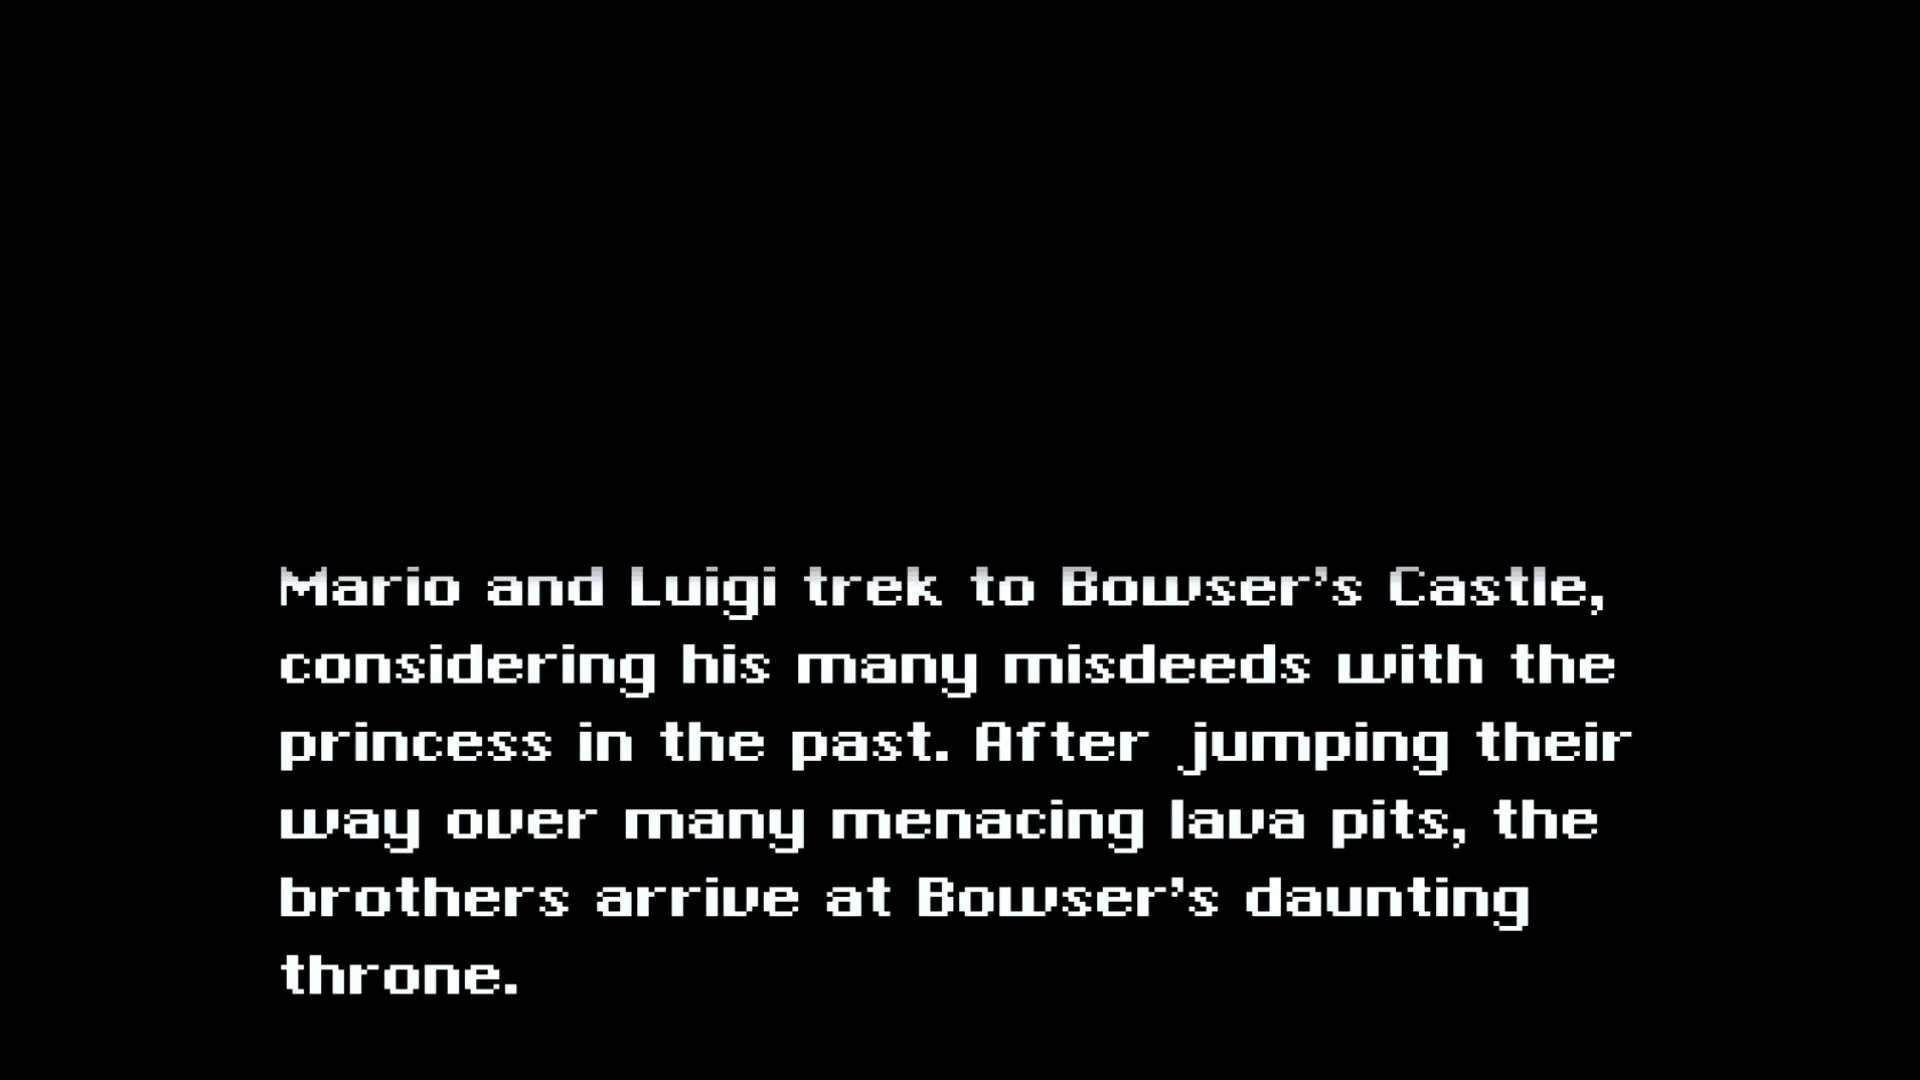 Mario and Luigi trek to Bowser's Castle,
considering his many misdeeds with the
princess in the past. After jumping their
way over many menacing lava pits, the
brothers arrive at Bowser's daunting
throne.